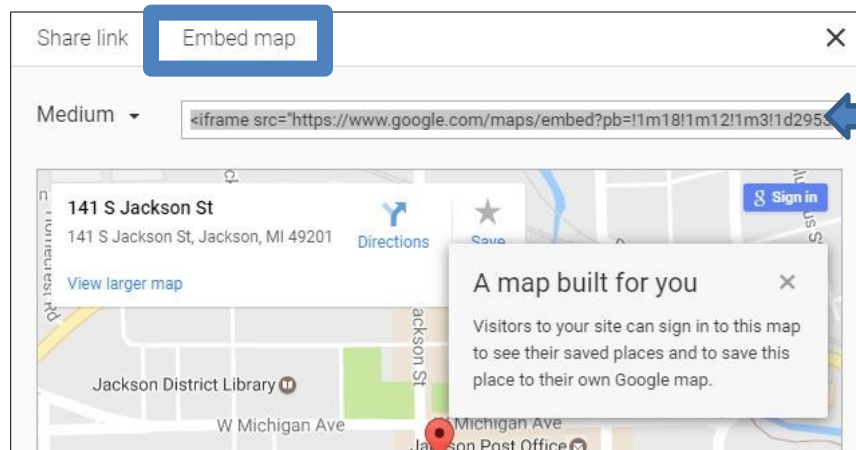 Share link Embed map
Medium
<iframe src="https://www.google.com/maps/embed?pb=!1m18!1m12!1m3!1d2953
141 S Jackson St
141 S Jackson St, Jackson, MI 49201
Directions
Save
View larger map
Sign in
A map built for you
Visitors to your site can sign in to this map
to see their saved places and to save this
place to their own Google map.
ackson St
Jackson District Library
W Michigan Ave
Michigan Ave
son Post Office